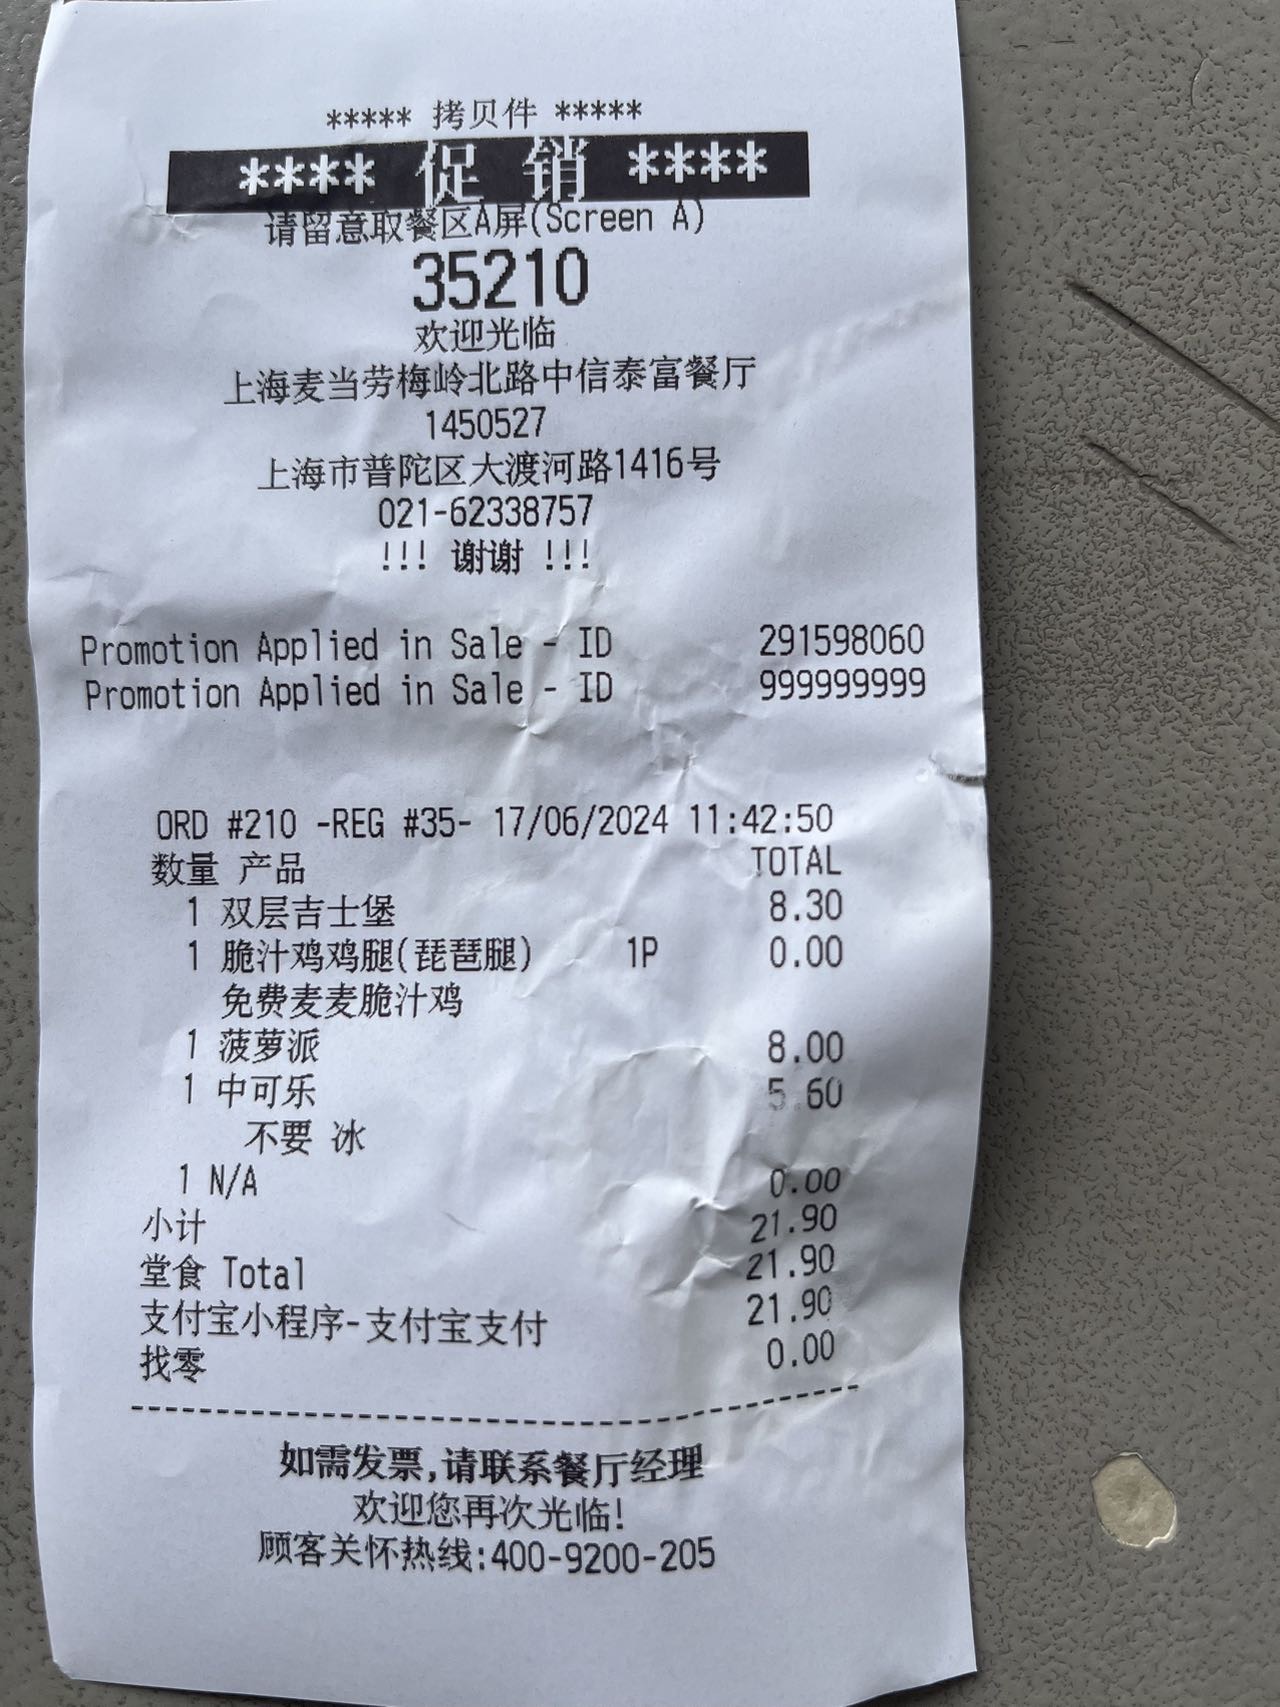 ***** 拷贝件 *****
**** 促 销 ****
请留意取餐区A屏(Screen A)
35210
欢迎光临
上海麦当劳梅岭北路中信泰富餐厅
1450527
上海市普陀区大渡河路1416号
021-62338757
!!! 谢谢 !!!
Promotion Applied in Sale - ID 291598060
Promotion Applied in Sale - ID 999999999
ORD #210 -REG #35- 17/06/2024 11:42:50
数量 产品 TOTAL
1 双层吉士堡 8.30
1 脆汁鸡鸡腿(琵琶腿) 1P 0.00
免费麦麦脆汁鸡
1 菠萝派 8.00
1 中可乐 5.60
不要 冰
1 N/A 0.00
小计 21.90
堂食 Total 21.90
支付宝小程序-支付宝支付 21.90
找零 0.00
如需发票,请联系餐厅经理
欢迎您再次光临!
顾客关怀热线:400-9200-205